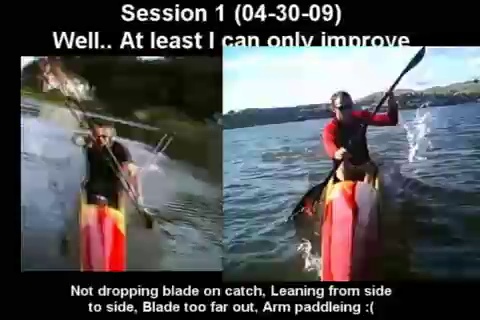 Session 1 (04-30-09)
Well.. At least I can only improve
Not dropping blade on catch, Leaning from side
to side, Blade too far out, Arm paddleing :(